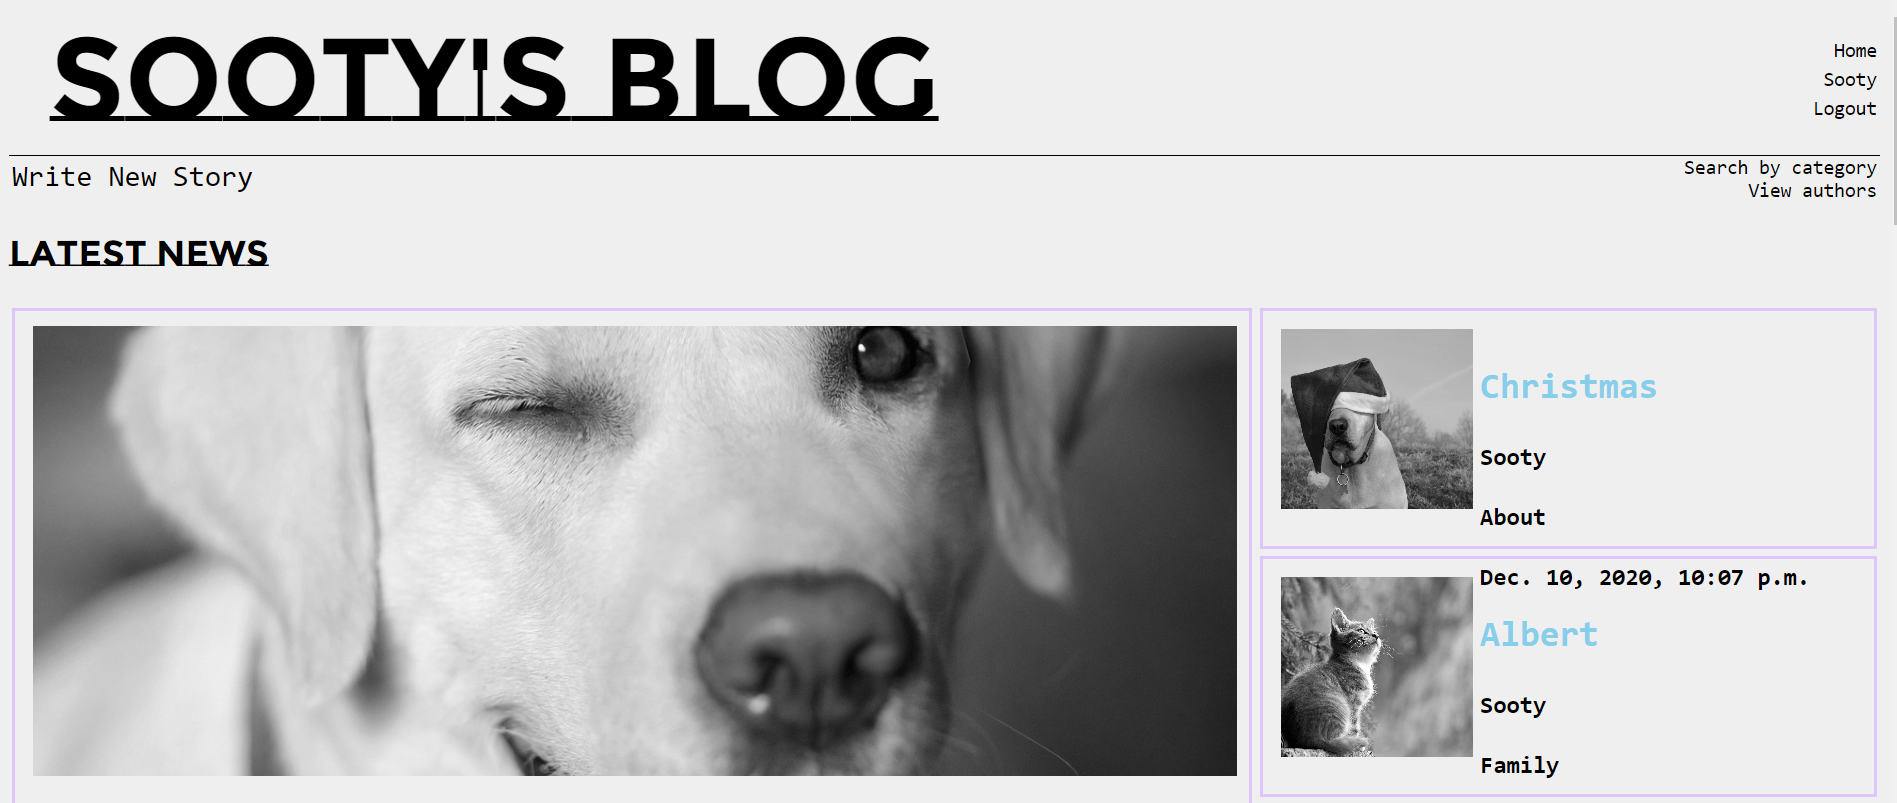 SOOTY'S BLOG
Home
Sooty
Logout
Write New Story
Search by category
View authors
LATEST NEWS
Christmas
Sooty
About
Dec. 10, 2020, 10:07 p.m.
Albert
Sooty
Family